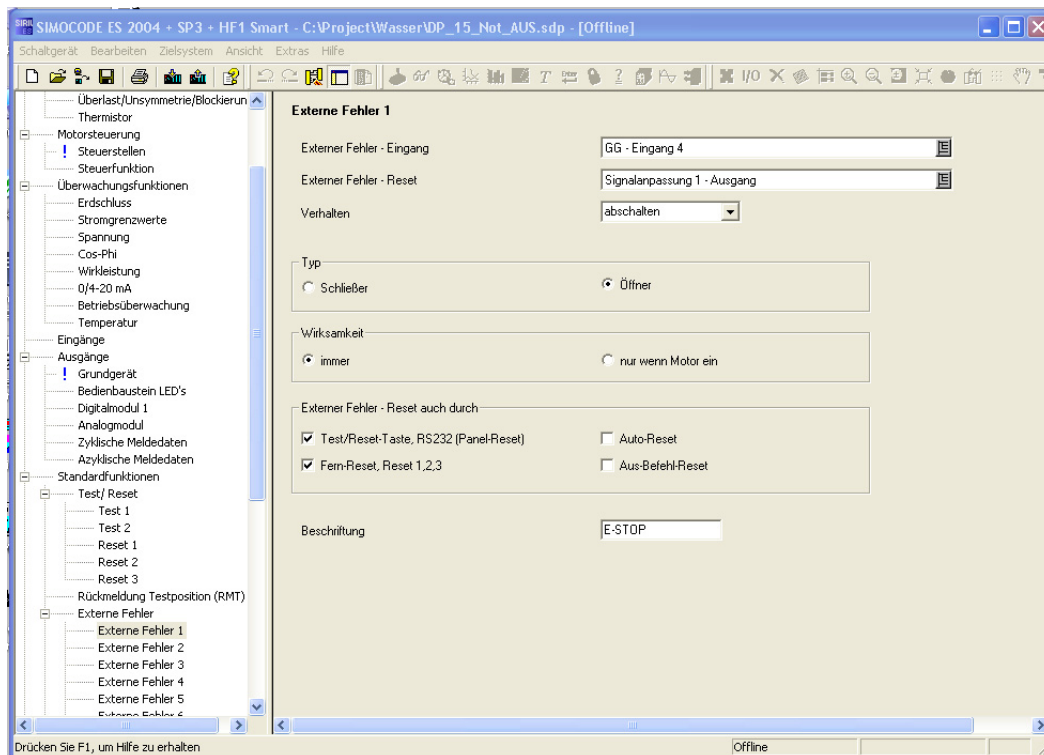 SIMOCODE ES 2004 + SP3 + HF1 Smart - C:\Project\Wasser\DP_15_Not_AUS.sdp - [Offline]
Schaltgerät Bearbeiten Zielsystem Ansicht Extras Hilfe
Überlast/Unsymmetrie/Blockierun
Thermistor
Motorsteuerung
! Steuerstellen
Steuerfunktion
Überwachungsfunktionen
Erdschluss
Stromgrenzwerte
Spannung
Cos-Phi
Wirkleistung
0/4-20 mA
Betriebsüberwachung
Temperatur
Eingänge
Ausgänge
! Grundgerät
Bedienbaustein LED's
Digitalmodul 1
Analogmodul
Zyklische Meldedaten
Azyklische Meldedaten
Standardfunktionen
Test/ Reset
Test 1
Test 2
Reset 1
Reset 2
Reset 3
Rückmeldung Testposition (RMT)
Externe Fehler
Externe Fehler 1
Externe Fehler 2
Externe Fehler 3
Externe Fehler 4
Externe Fehler 5
Externe Fehler 6
Externe Fehler 1
Externer Fehler - Eingang GG - Eingang 4
Externer Fehler - Reset Signalanpassung 1 - Ausgang
Verhalten abschalten
Typ
Schließer Öffner
Wirksamkeit
immer nur wenn Motor ein
Externer Fehler - Reset auch durch
Test/Reset-Taste, RS232 (Panel-Reset) Auto-Reset
Fern-Reset, Reset 1,2,3 Aus-Befehl-Reset
Beschriftung E-STOP
Drücken Sie F1, um Hilfe zu erhalten Offline